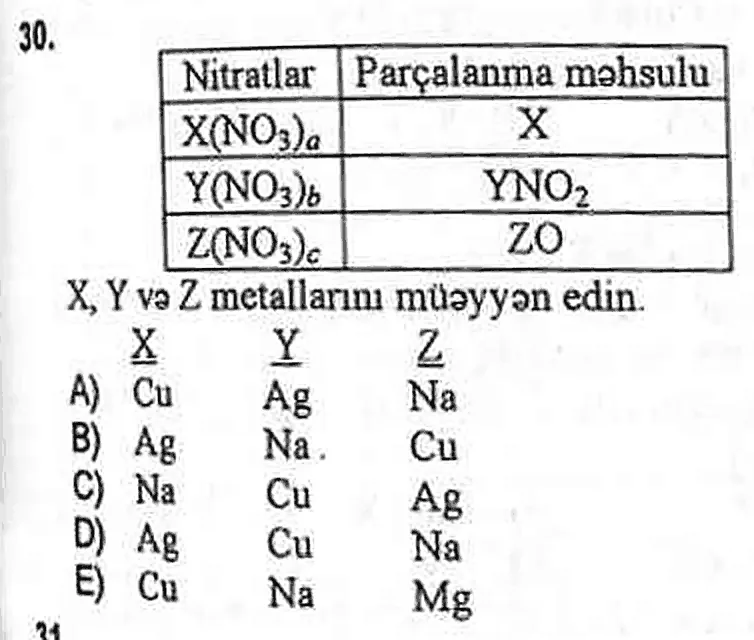 30.
Nitratlar Parçalanma məhsulu
X(NO₃)ₐ X
Y(NO₃)b YNO₂
Z(NO₃)c ZO
X, Y və Z metallarını müəyyən edin.
X Y Z
A) Cu Ag Na
B) Ag Na. Cu
C) Na Cu Ag
D) Ag Cu Na
E) Cu Na Mg
31